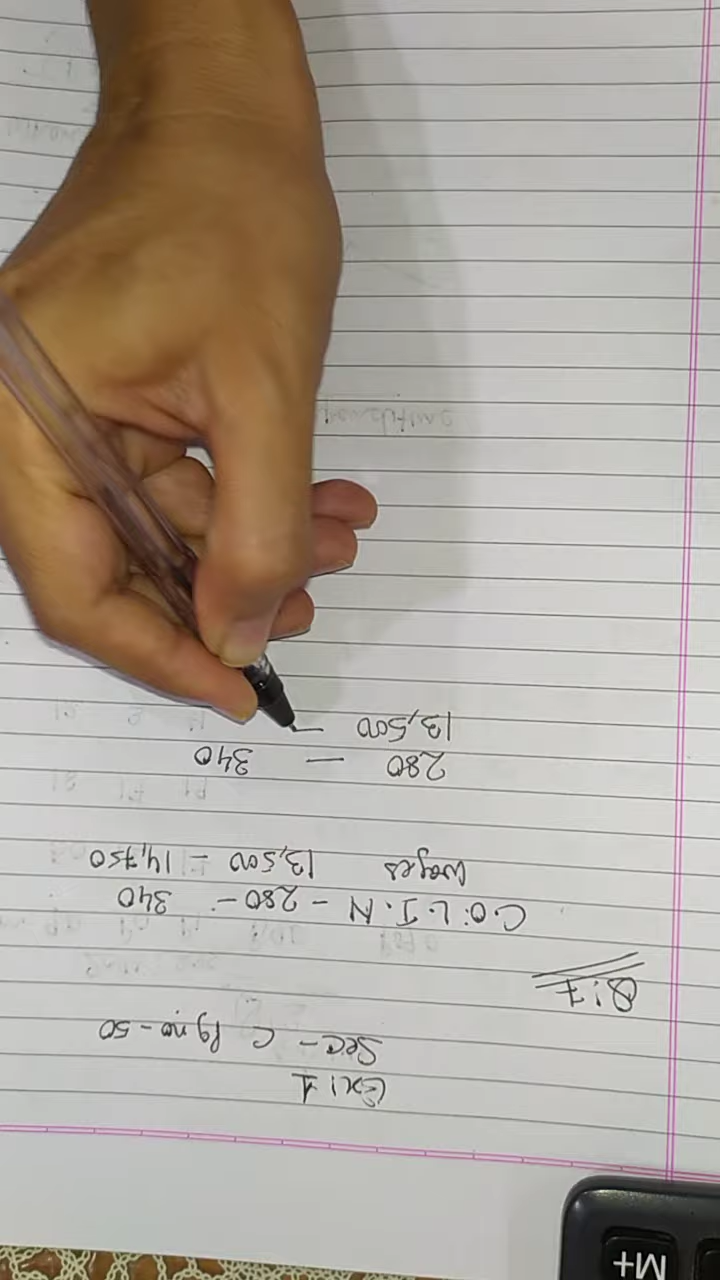 Ex:1
Sec - C Pg no - 50
Q:7
C.O.L.I.N - 280 - 340
Wages 13,500 - 14,750
280 — 340
13,500 —
M+